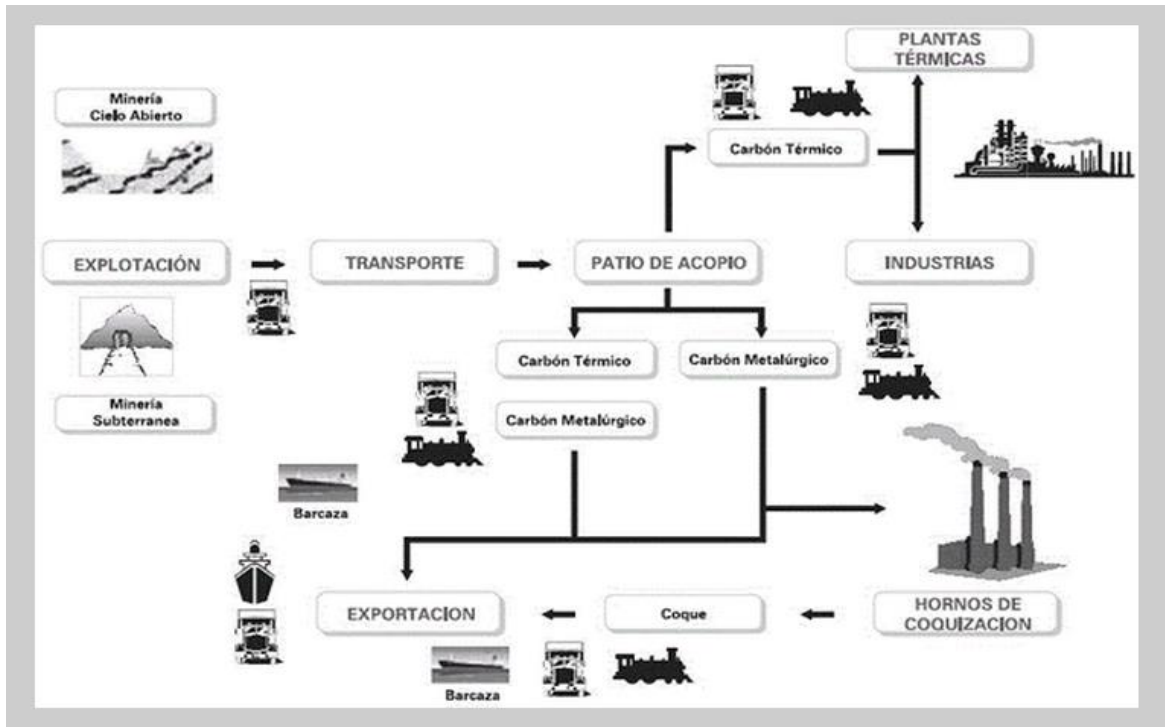 PLANTAS
TÉRMICAS
Minería
Cielo Abierto
Carbón Térmico
EXPLOTACIÓN
TRANSPORTE
PATIO DE ACOPIO
INDUSTRIAS
Carbón Térmico
Carbón Metalúrgico
Minería
Subterranea
Carbón Metalúrgico
Barcaza
EXPORTACION
Coque
HORNOS DE
COQUIZACION
Barcaza